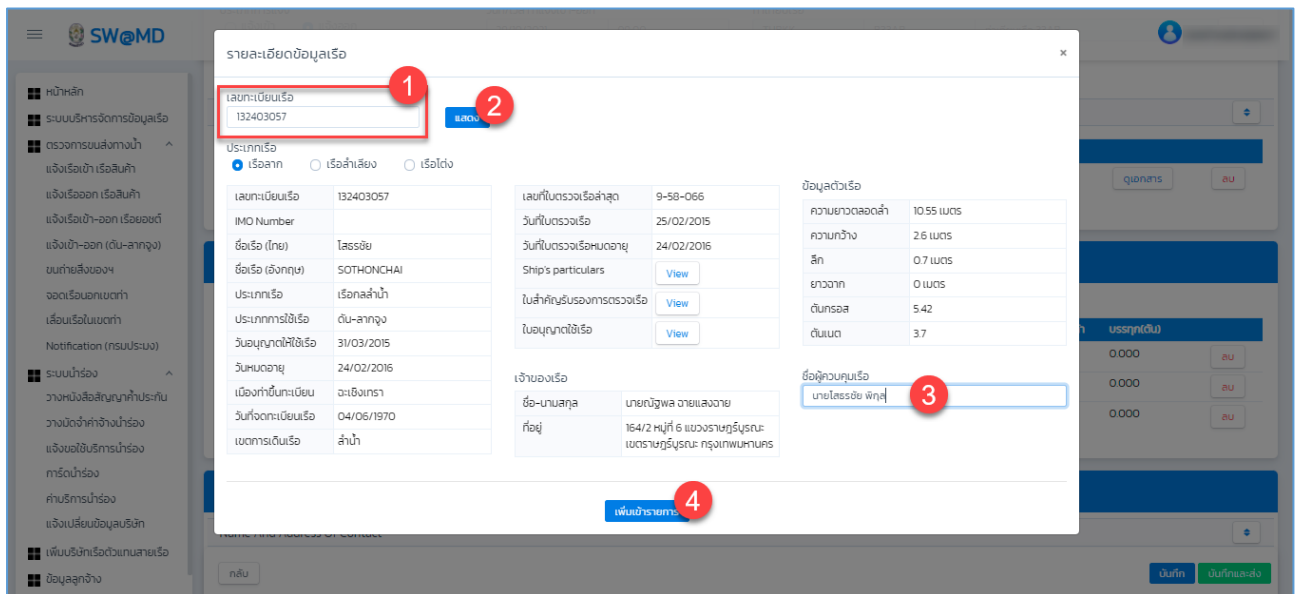 SW@MD
รายละเอียดข้อมูลเรือ
×
หน้าหลัก
ระบบบริหารจัดการข้อมูลเรือ
ตรวจการขนส่งทางน้ำ
แจ้งเรือเข้า เรือสินค้า
แจ้งเรือออก เรือสินค้า
แจ้งเรือเข้า-ออก เรือยอชต์
แจ้งเข้า-ออก (ดัน-ลากจูง)
ขนถ่ายสิ่งของฯ
จอดเรือนอกเขตท่า
เลื่อนเรือในเขตท่า
Notification (กรมประมง)
ระบบนำร่อง
วางหนังสือสัญญาค้ำประกัน
วางมัดจำค่าจ้างนำร่อง
แจ้งขอใช้บริการนำร่อง
การ์ดนำร่อง
ค่าบริการนำร่อง
แจ้งเปลี่ยนข้อมูลบริษัท
เพิ่มบริษัทเรือตัวแทนสายเรือ
ข้อมูลลูกจ้าง
เลขทะเบียนเรือ
1
132403057
แสดง
2
ประเภทเรือ
เรือลาก
เรือลำเลียง
เรือโด่ง
เลขทะเบียนเรือ 132403057
IMO Number
ชื่อเรือ (ไทย) โสธรชัย
ชื่อเรือ (อังกฤษ) SOTHONCHAI
ประเภทเรือ เรือกลลำน้ำ
ประเภทการใช้เรือ ดัน-ลากจูง
วันอนุญาตให้ใช้เรือ 31/03/2015
วันหมดอายุ 24/02/2016
เมืองท่าขึ้นทะเบียน ฉะเชิงเทรา
วันที่จดทะเบียนเรือ 04/06/1970
เขตการเดินเรือ ลำน้ำ
เลขที่ใบตรวจเรือล่าสุด 9-58-066
วันที่ใบตรวจเรือ 25/02/2015
วันที่ใบตรวจเรือหมดอายุ 24/02/2016
Ship's particulars View
ใบสำคัญรับรองการตรวจเรือ View
ใบอนุญาตใช้เรือ View
เจ้าของเรือ
ชื่อ-นามสกุล นายณัฐพล ฉายแสงฉาย
ที่อยู่ 164/2 หมู่ที่ 6 แขวงราษฎร์บูรณะ
เขตราษฎร์บูรณะ กรุงเทพมหานคร
ข้อมูลตัวเรือ
ความยาวตลอดลำ 10.55 เมตร
ความกว้าง 2.6 เมตร
ลึก 0.7 เมตร
ยาวฉาก 0 เมตร
ตันกรอส 5.42
ตันเนต 3.7
ชื่อผู้ควบคุมเรือ
นายโสธรชัย พิกุล
3
เพิ่มเข้ารายการ
4
ดูเอกสาร ลบ
บรรทุก(ตัน)
0.000 ลบ
0.000 ลบ
0.000 ลบ
Name And Address Of Contact
กลับ
บันทึก
บันทึกและส่ง